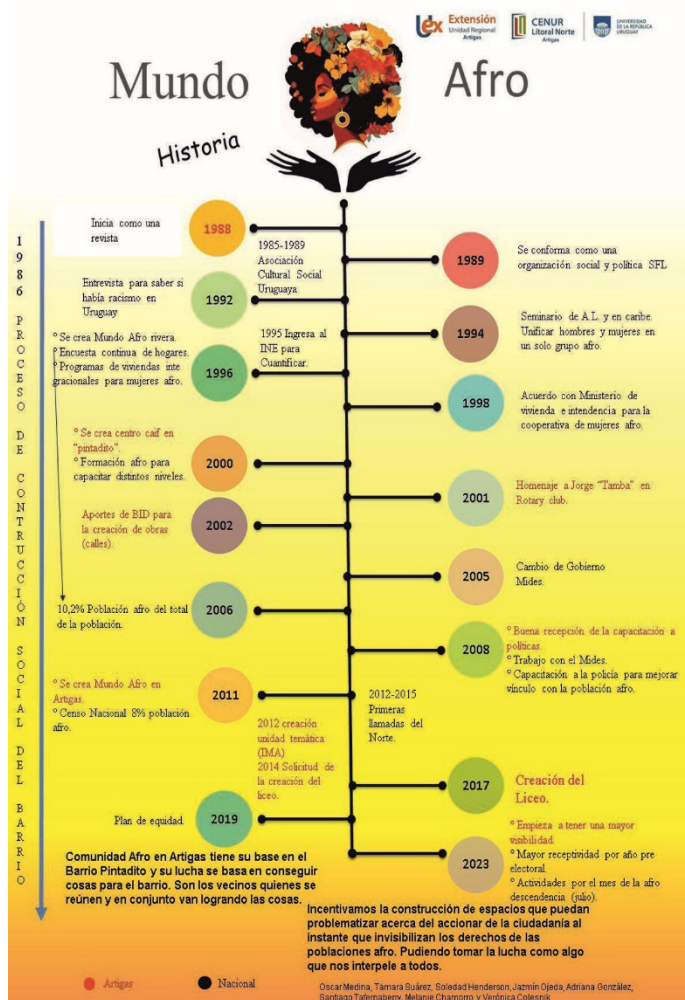 Uex Extensión
Unidad Regional
Artigas
CENUR
Litoral Norte
Artigas
UNIVERSIDAD
DE LA REPÚBLICA
URUGUAY
Mundo
Afro
Historia
1986 PROCESO DE CONTRUCCIÓN SOCIAL DEL BARRIO
Inicia como una
revista
1988
1985-1989
Asociación
Cultural Social
Uruguaya
1989
Se conforma como una
organización social y política SFL
Entrevista para saber si
había racismo en
Uruguay
1992
1994
Seminario de A.L. y en caribe.
Unificar hombres y mujeres en
un solo grupo afro.
° Se crea Mundo Afro rivera.
° Encuesta continua de hogares.
° Programas de viviendas inte
gracionales para mujeres afro.
1996
1995 Ingresa al
INE para
Cuantificar.
1998
Acuerdo con Ministerio de
vivienda e intendencia para la
cooperativa de mujeres afro.
° Se crea centro caif en
"pintadito".
° Formación afro para
capacitar distintos niveles.
2000
2001
Homenaje a Jorge "Tamba" en
Rotary club.
Aportes de BID para
la creación de obras
(calles).
2002
2005
Cambio de Gobierno
Mides.
10,2% Población afro del total
de la población.
2006
2008
° Buena recepción de la capacitación a
políticas.
° Trabajo con el Mides.
° Capacitación a la policía para mejorar
vínculo con la población afro.
° Se crea Mundo Afro en
Artigas.
° Censo Nacional 8% población
afro.
2011
2012-2015
Primeras
llamadas del
Norte.
2012 creación
unidad temática
(IMA)
2014 Solicitud de
la creación del
liceo.
2017
Creación del
Liceo.
Plan de equidad.
2019
2023
° Empieza a tener una mayor
visibilidad
° Mayor receptividad por año pre
electoral.
° Actividades por el mes de la afro
descendencia (julio).
Comunidad Afro en Artigas tiene su base en el
Barrio Pintadito y su lucha se basa en conseguir
cosas para el barrio. Son los vecinos quienes se
reúnen y en conjunto van logrando las cosas.
Incentivamos la construcción de espacios que puedan
problematizar acerca del accionar de la ciudadanía al
instante que invisibilizan los derechos de las
poblaciones afro. Pudiendo tomar la lucha como algo
que nos interpele a todos.
Artigas
Nacional
Oscar Medina, Tamara Suárez, Soledad Henderson, Jazmín Ojeda, Adriana González,
Santiago Tafernaberry, Melanie Chamorro y Verónica Colesnik